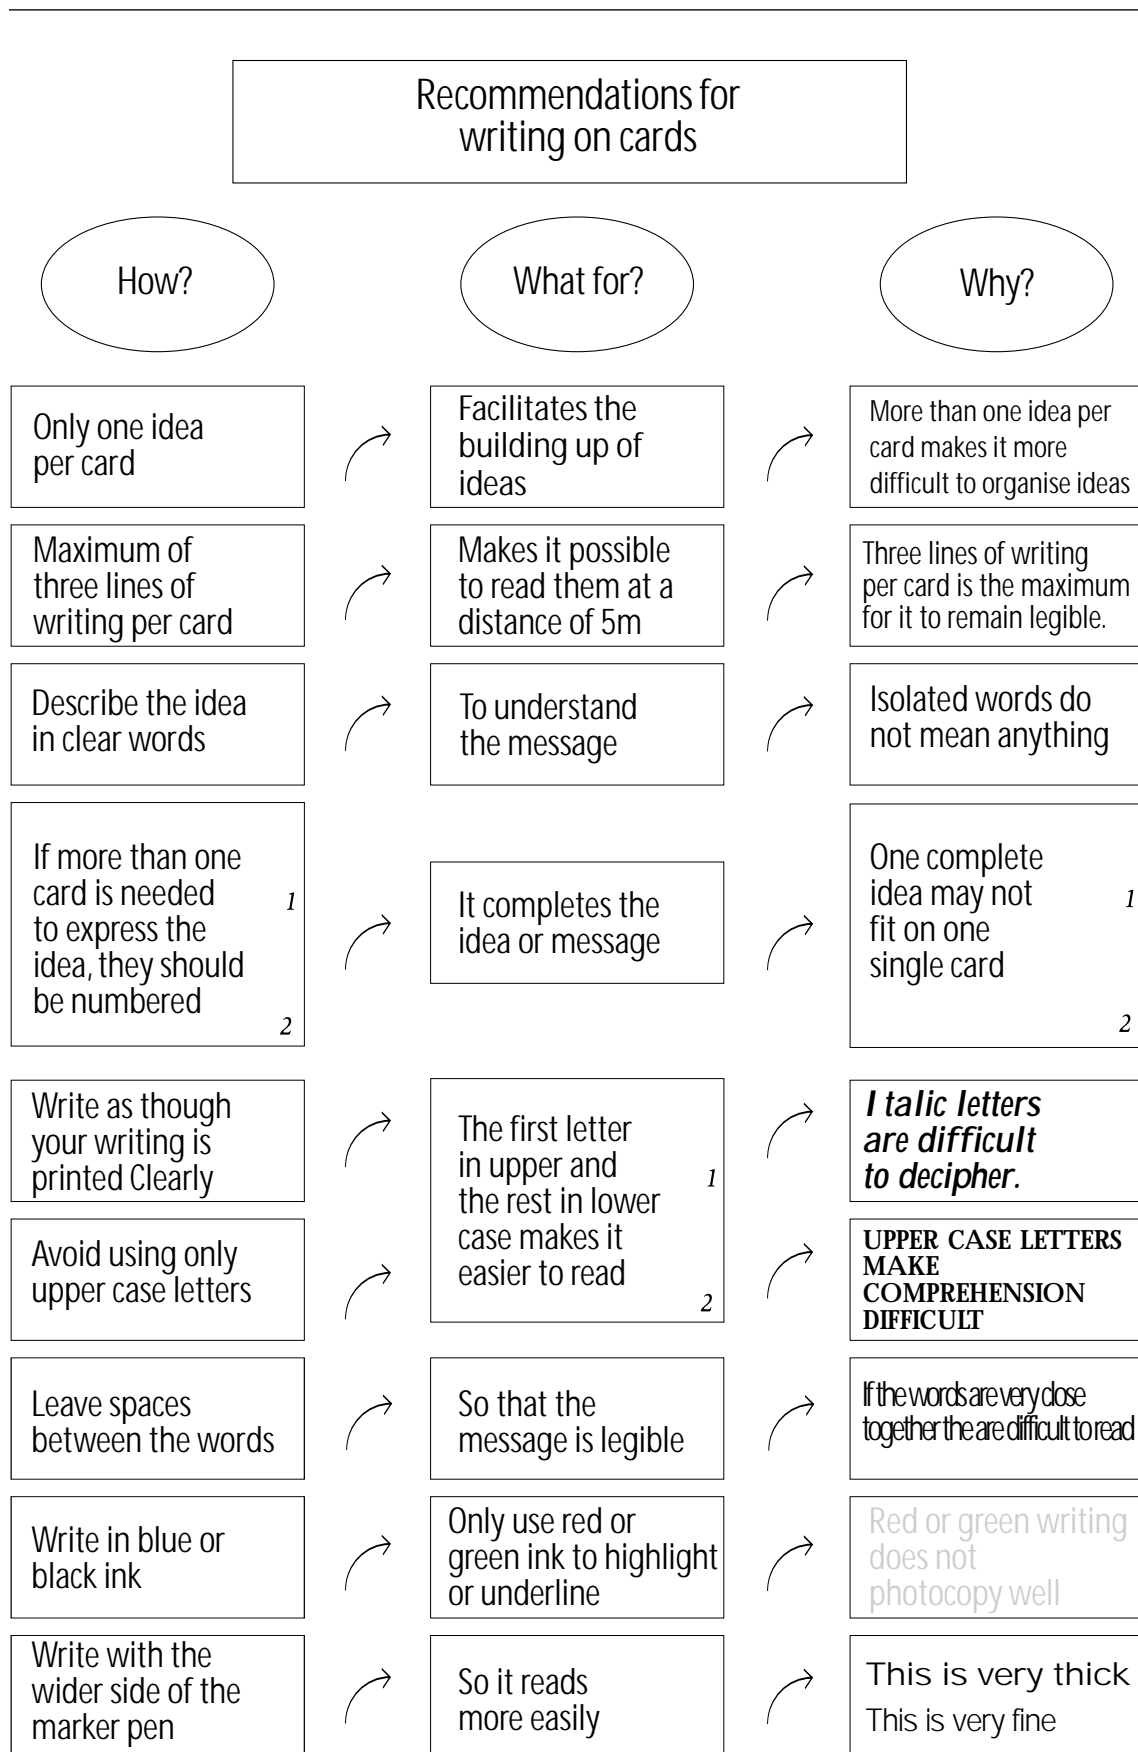 Recommendations for
writing on cards
How?
What for?
Why?
Only one idea
per card
Facilitates the
building up of
ideas
More than one idea per
card makes it more
difficult to organise ideas
Maximum of
three lines of
writing per card
Makes it possible
to read them at a
distance of 5m
Three lines of writing
per card is the maximum
for it to remain legible.
Describe the idea
in clear words
To understand
the message
Isolated words do
not mean anything
If more than one
card is needed
to express the
idea, they should
be numbered
1
2
It completes the
idea or message
One complete
idea may not
fit on one
single card
1
2
Write as though
your writing is
printed Clearly
The first letter
in upper and
the rest in lower
case makes it
easier to read
1
2
Italic letters
are difficult
to decipher.
Avoid using only
upper case letters
UPPER CASE LETTERS
MAKE
COMPREHENSION
DIFFICULT
Leave spaces
between the words
So that the
message is legible
If the words are very close
together the are difficult to read
Write in blue or
black ink
Only use red or
green ink to highlight
or underline
Red or green writing
does not
photocopy well
Write with the
wider side of the
marker pen
So it reads
more easily
This is very thick
This is very fine